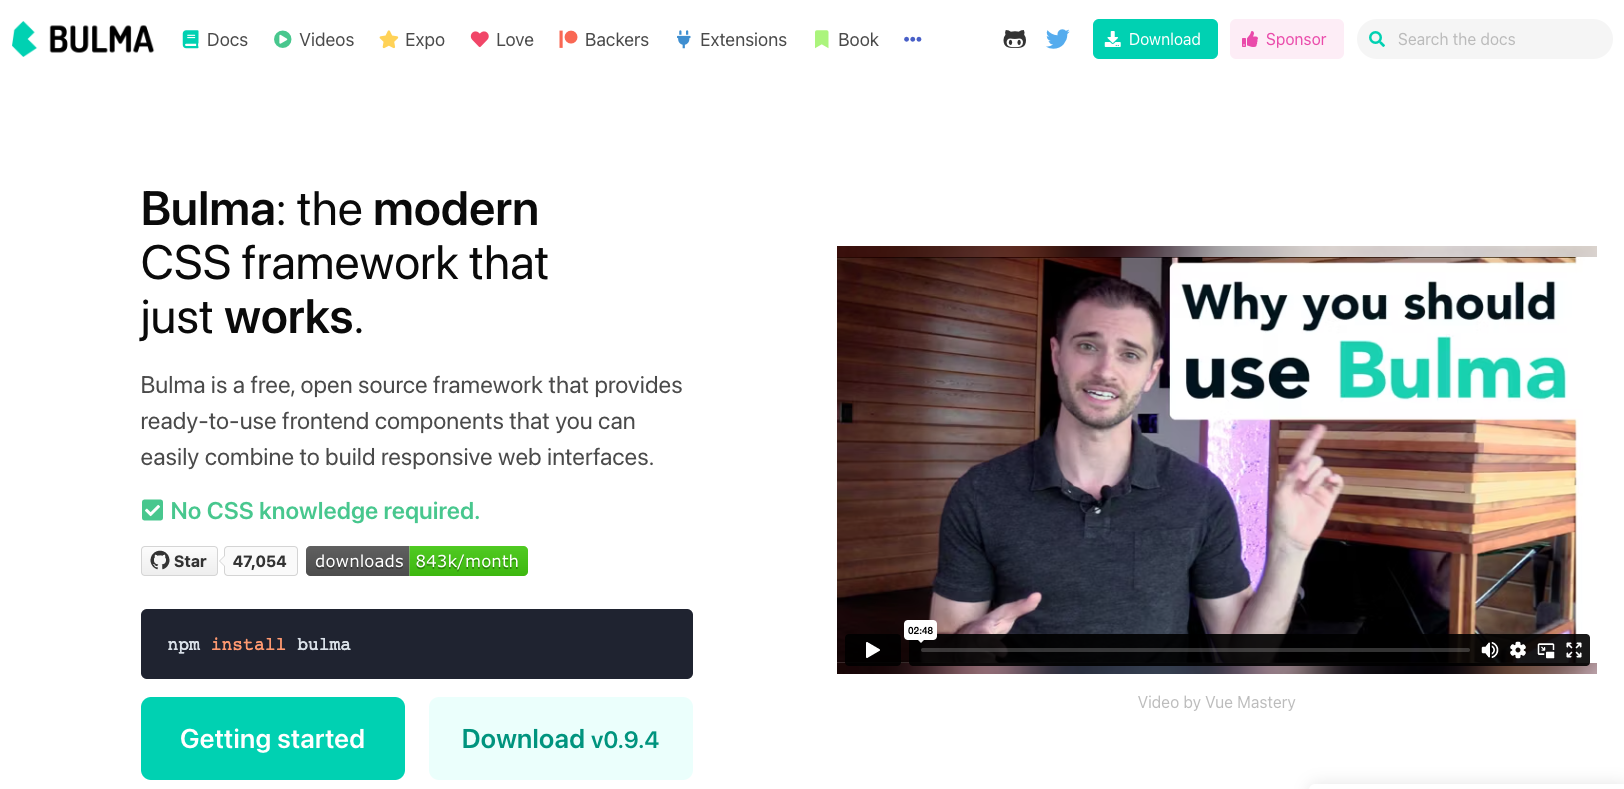 BULMA
Docs
Videos
Expo
Love
Backers
Extensions
Book
Download
Sponsor
Search the docs
Bulma: the modern
CSS framework that
just works.
Bulma is a free, open source framework that provides
ready-to-use frontend components that you can
easily combine to build responsive web interfaces.
No CSS knowledge required.
Star
47,054
downloads 843k/month
npm install bulma
Getting started
Download v0.9.4
Why you should
use Bulma
02:48
Video by Vue Mastery